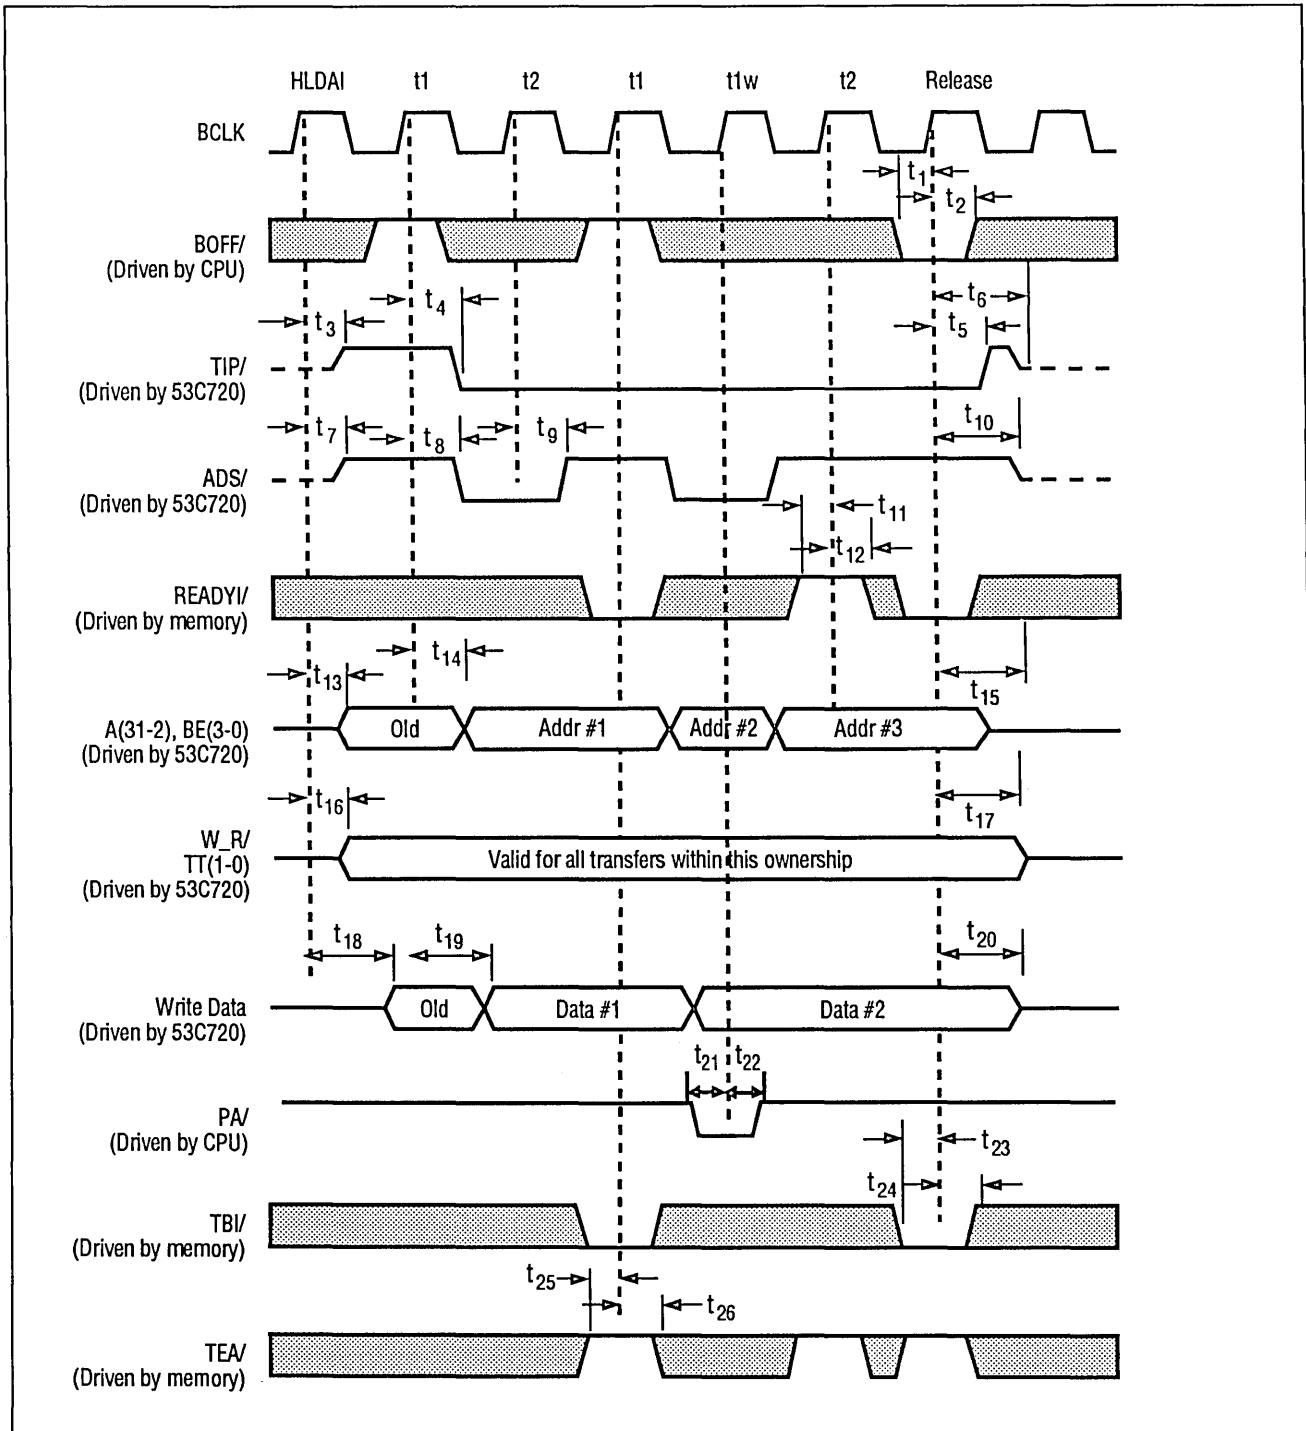 HLDAI t1 t2 t1 t1w t2 Release
BCLK
t1
t2
BOFF/
(Driven by CPU)
t6
t4
t3
t5
TIP/
(Driven by 53C720)
t10
t7 t8 t9
ADS/
(Driven by 53C720)
t11
t12
READYI/
(Driven by memory)
t14
t13
t15
A(31-2), BE(3-0)
(Driven by 53C720)
Old Addr #1 Addr #2 Addr #3
t16
t17
W_R/
TT(1-0)
(Driven by 53C720)
Valid for all transfers within this ownership
t18 t19 t20
Write Data
(Driven by 53C720)
Old Data #1 Data #2
t21 t22
PA/
(Driven by CPU)
t23
t24
TBI/
(Driven by memory)
t25
t26
TEA/
(Driven by memory)